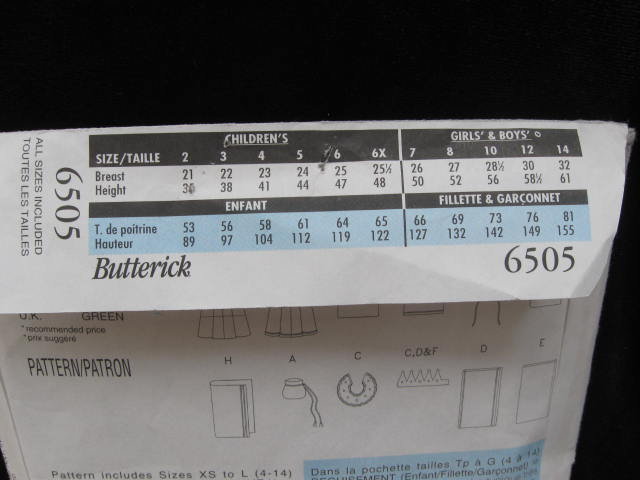 ALL SIZES INCLUDED
TOUTES LES TAILLES
6505
CHILDREN'S GIRLS' & BOYS'
SIZE/TAILLE 2 3 4 5 6 6X 7 8 10 12 14
Breast 21 22 23 24 25 25½ 26 27 28½ 30 32
Height 38 41 44 47 48 50 52 56 58½ 61
ENFANT FILLETTE & GARÇONNET
T. de poitrine 53 56 58 61 64 65 66 69 73 76 81
Hauteur 89 97 104 112 119 122 127 132 142 149 155
Butterick 6505
U.K. GREEN
*recommended price
*prix suggéré
PATTERN/PATRON
H A C C,D&F D E
Pattern includes Sizes XS to L (4-14)
Dans la pochette tailles Tp à G (4 à 14)
(Enfant/Fillette/Garçonnet)